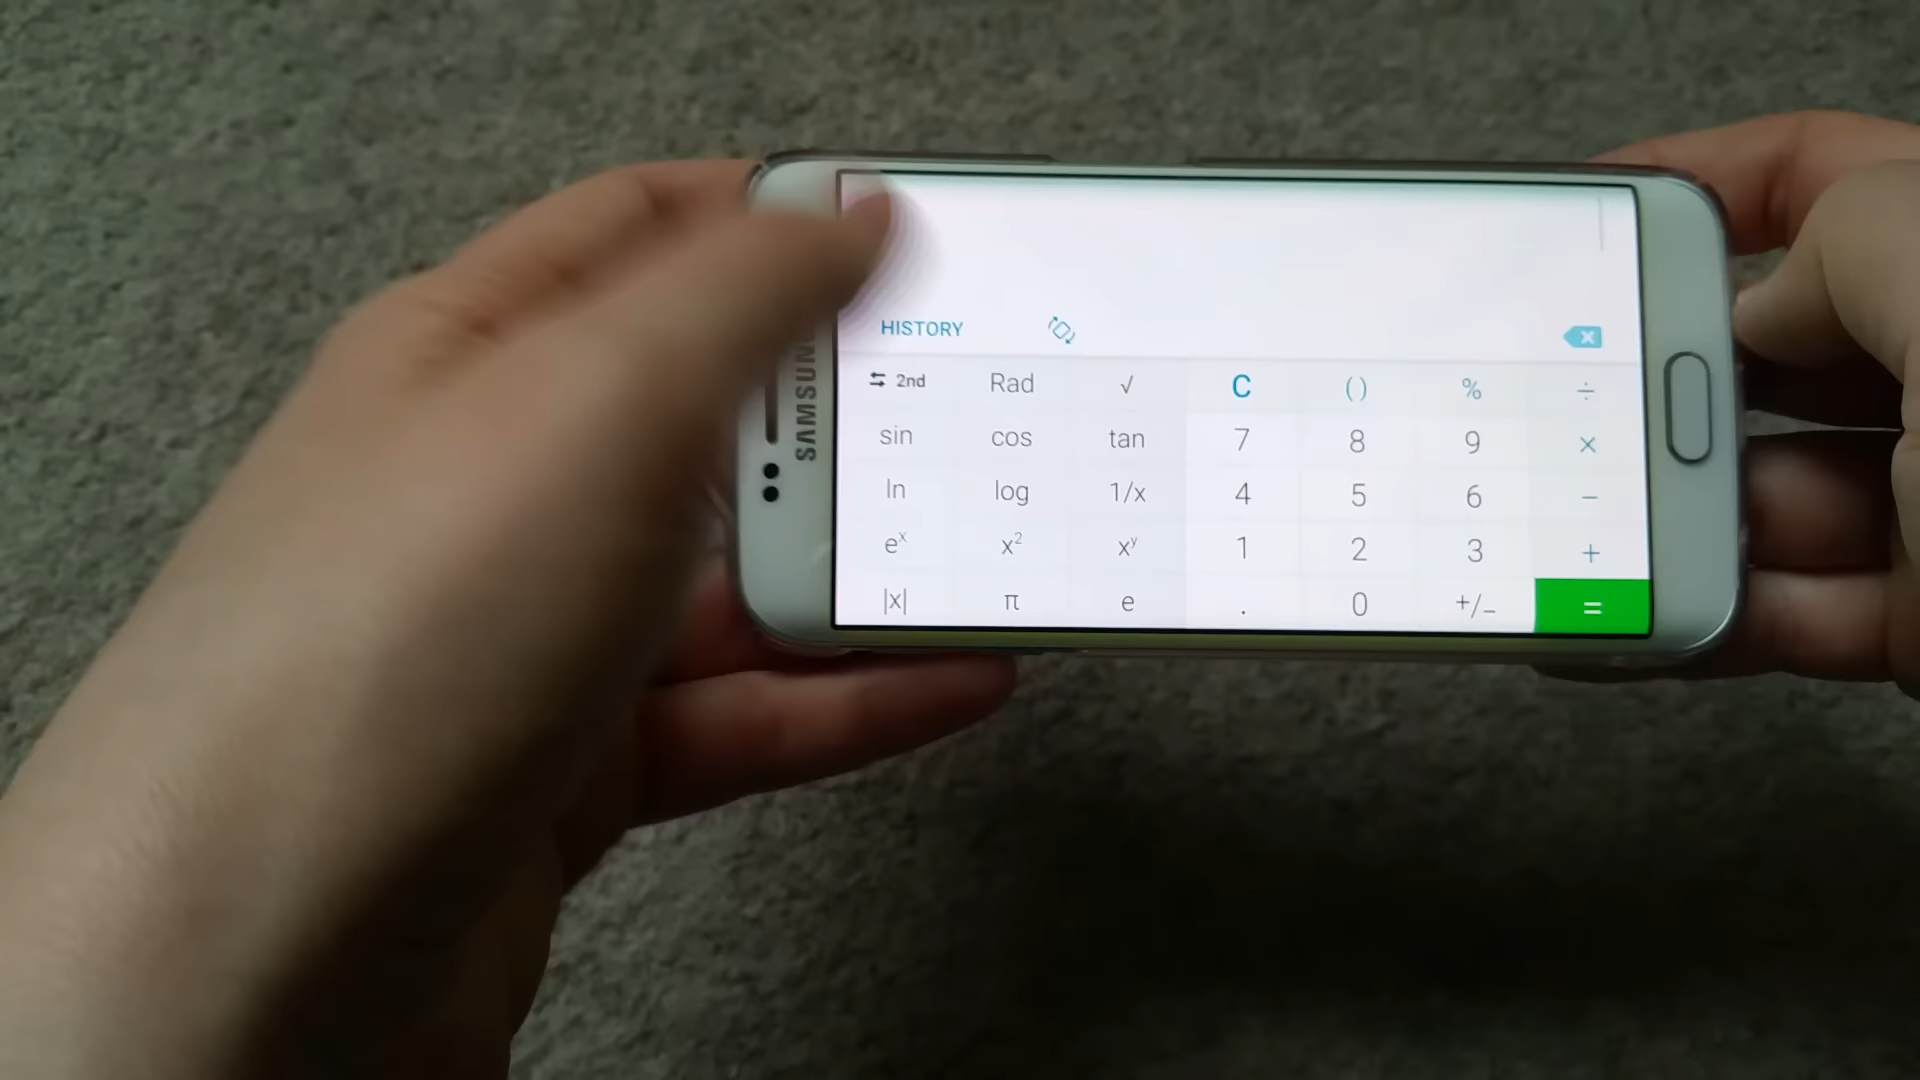 SAMSUNG
HISTORY
2nd Rad √ C ( ) % ÷
sin cos tan 7 8 9 ×
ln log 1/x 4 5 6 −
eˣ x² xʸ 1 2 3 +
|x| π e . 0 +/− =